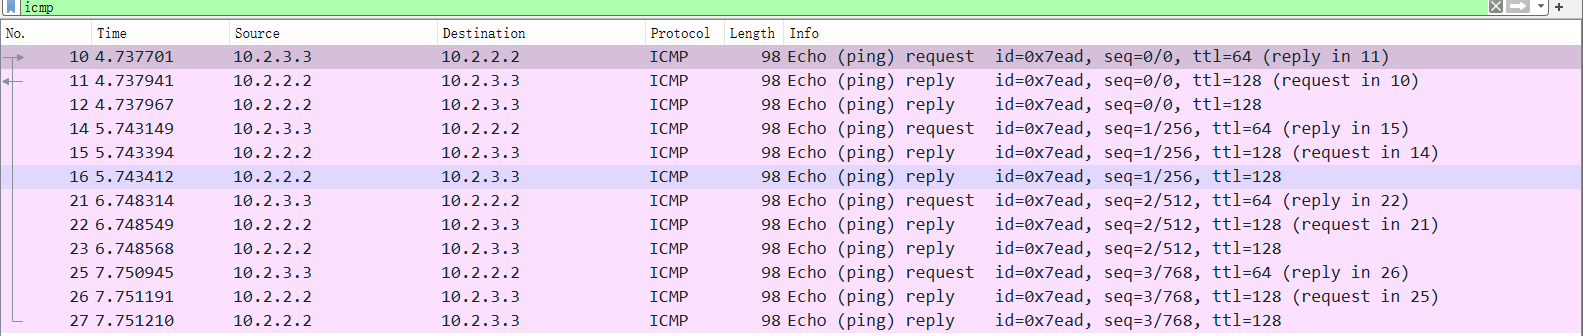 icmp
No. Time Source Destination Protocol Length Info
10 4.737701 10.2.3.3 10.2.2.2 ICMP 98 Echo (ping) request id=0x7ead, seq=0/0, ttl=64 (reply in 11)
11 4.737941 10.2.2.2 10.2.3.3 ICMP 98 Echo (ping) reply id=0x7ead, seq=0/0, ttl=128 (request in 10)
12 4.737967 10.2.2.2 10.2.3.3 ICMP 98 Echo (ping) reply id=0x7ead, seq=0/0, ttl=128
14 5.743149 10.2.3.3 10.2.2.2 ICMP 98 Echo (ping) request id=0x7ead, seq=1/256, ttl=64 (reply in 15)
15 5.743394 10.2.2.2 10.2.3.3 ICMP 98 Echo (ping) reply id=0x7ead, seq=1/256, ttl=128 (request in 14)
16 5.743412 10.2.2.2 10.2.3.3 ICMP 98 Echo (ping) reply id=0x7ead, seq=1/256, ttl=128
21 6.748314 10.2.3.3 10.2.2.2 ICMP 98 Echo (ping) request id=0x7ead, seq=2/512, ttl=64 (reply in 22)
22 6.748549 10.2.2.2 10.2.3.3 ICMP 98 Echo (ping) reply id=0x7ead, seq=2/512, ttl=128 (request in 21)
23 6.748568 10.2.2.2 10.2.3.3 ICMP 98 Echo (ping) reply id=0x7ead, seq=2/512, ttl=128
25 7.750945 10.2.3.3 10.2.2.2 ICMP 98 Echo (ping) request id=0x7ead, seq=3/768, ttl=64 (reply in 26)
26 7.751191 10.2.2.2 10.2.3.3 ICMP 98 Echo (ping) reply id=0x7ead, seq=3/768, ttl=128 (request in 25)
27 7.751210 10.2.2.2 10.2.3.3 ICMP 98 Echo (ping) reply id=0x7ead, seq=3/768, ttl=128